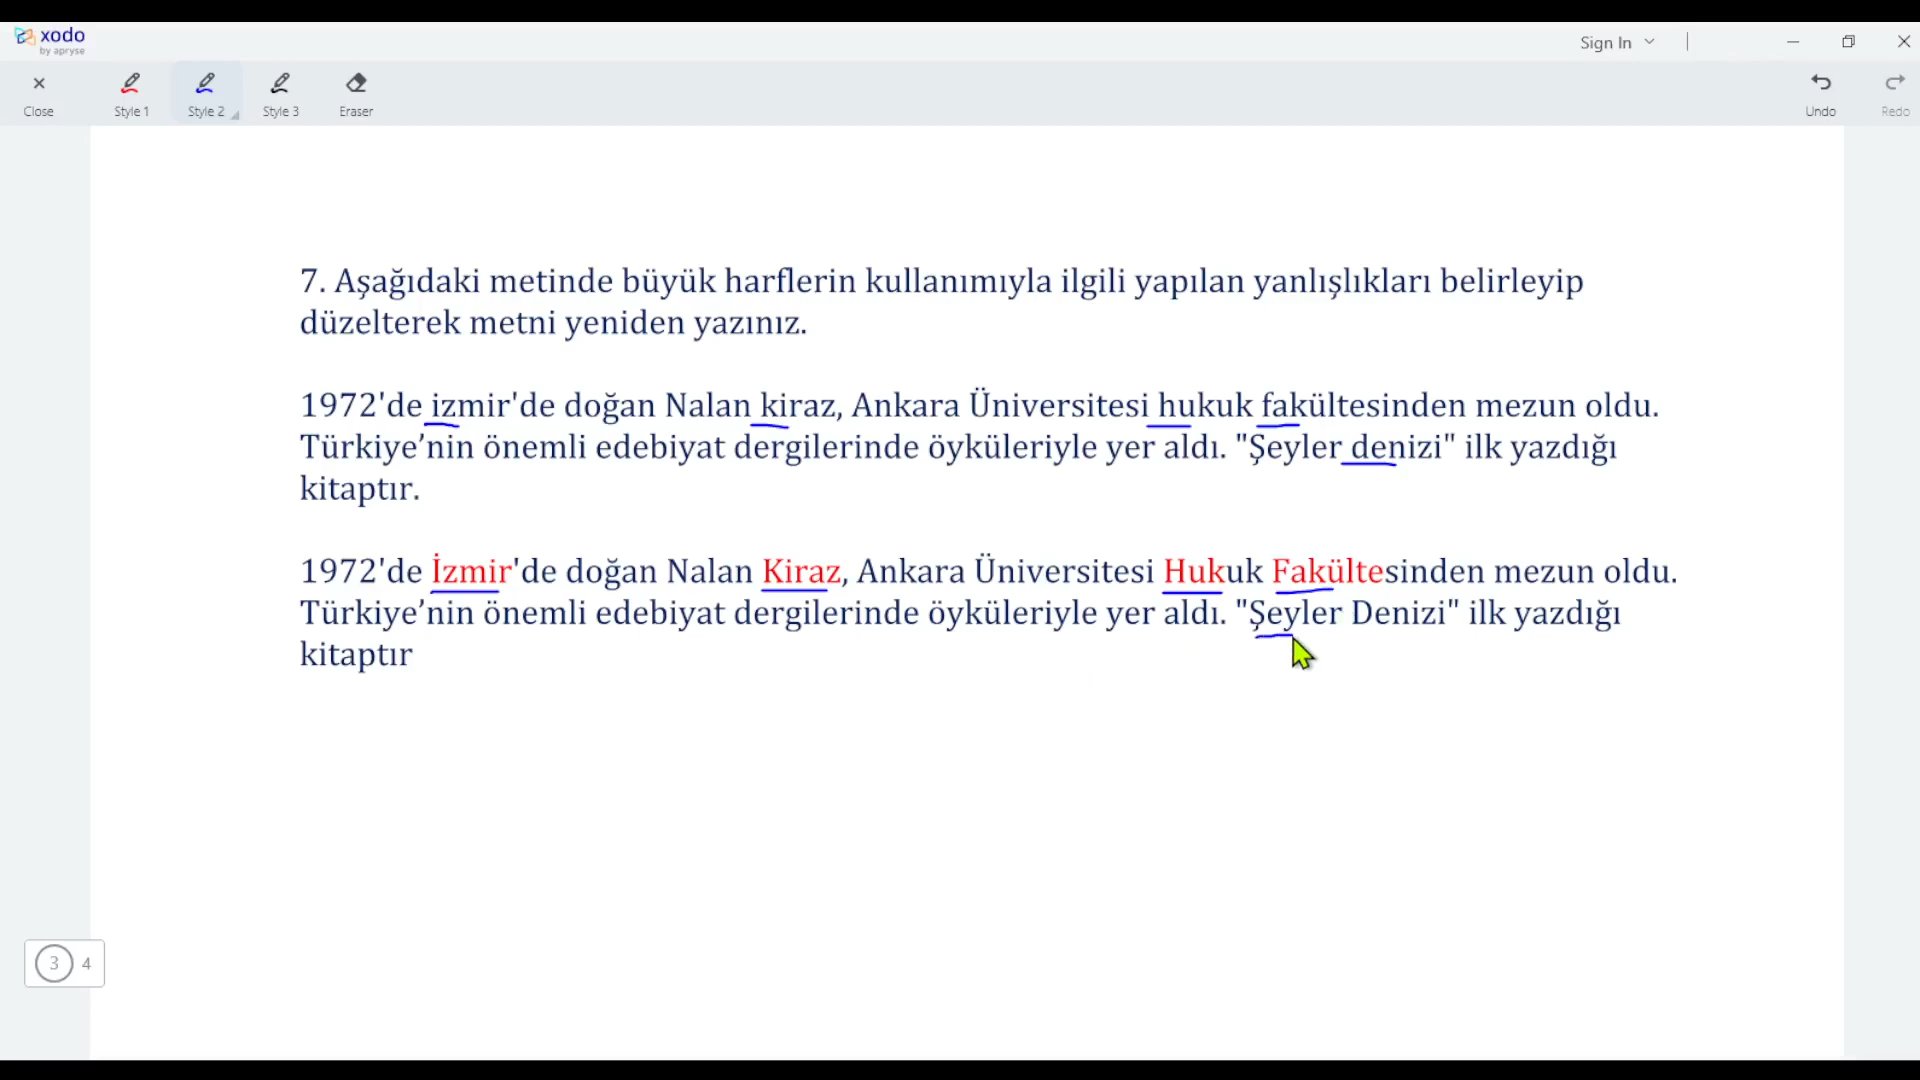 xodo
by apryse
Sign In
Close
Style 1
Style 2
Style 3
Eraser
Undo
Redo
7. Aşağıdaki metinde büyük harflerin kullanımıyla ilgili yapılan yanlışlıkları belirleyip
düzelterek metni yeniden yazınız.
1972'de izmir'de doğan Nalan kiraz, Ankara Üniversitesi hukuk fakültesinden mezun oldu.
Türkiye’nin önemli edebiyat dergilerinde öyküleriyle yer aldı. "Şeyler denizi" ilk yazdığı
kitaptır.
1972'de İzmir'de doğan Nalan Kiraz, Ankara Üniversitesi Hukuk Fakültesinden mezun oldu.
Türkiye’nin önemli edebiyat dergilerinde öyküleriyle yer aldı. "Şeyler Denizi" ilk yazdığı
kitaptır
3 4